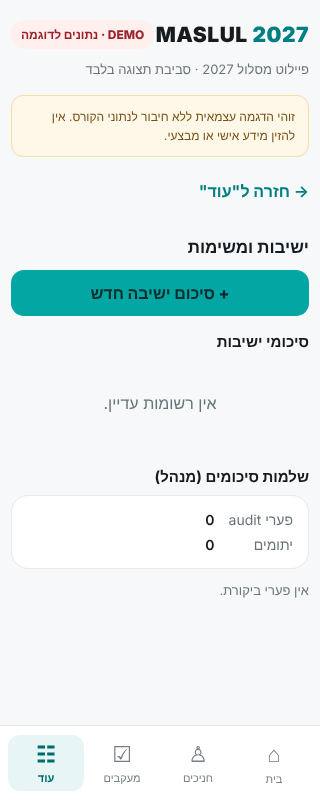 MASLUL 2027
DEMO · נתונים לדוגמה
פיילוט מסלול 2027 · סביבת תצוגה בלבד
זוהי הדגמה עצמאית ללא חיבור לנתוני הקורס. אין
להזין מידע אישי או מבצעי.
→ חזרה ל"עוד"
ישיבות ומשימות
+ סיכום ישיבה חדש
סיכומי ישיבות
אין רשומות עדיין.
שלמות סיכומים (מנהל)
פערי audit 0
יתומים 0
אין פערי ביקורת.
בית
חניכים
מעקבים
עוד